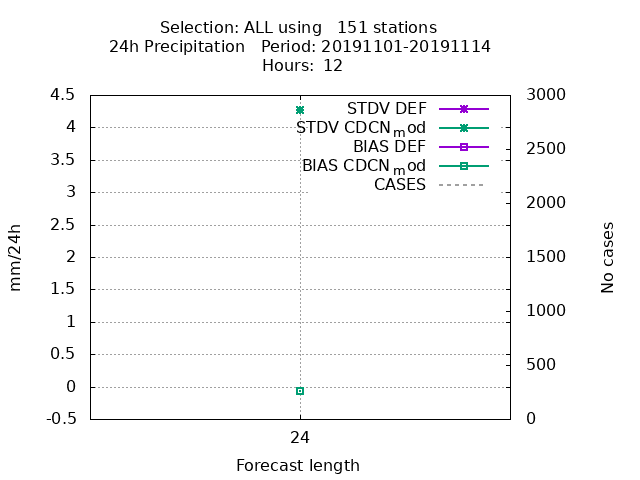 Selection: ALL using   151 stations
24h Precipitation   Period: 20191101-20191114
Hours: 12
4.5
4
3.5
3
2.5
2
1.5
1
0.5
0
-0.5
mm/24h
STDV DEF
STDV CDCNmod
BIAS DEF
BIAS CDCNmod
CASES
3000
2500
2000
1500
1000
500
0
No cases
24
Forecast length